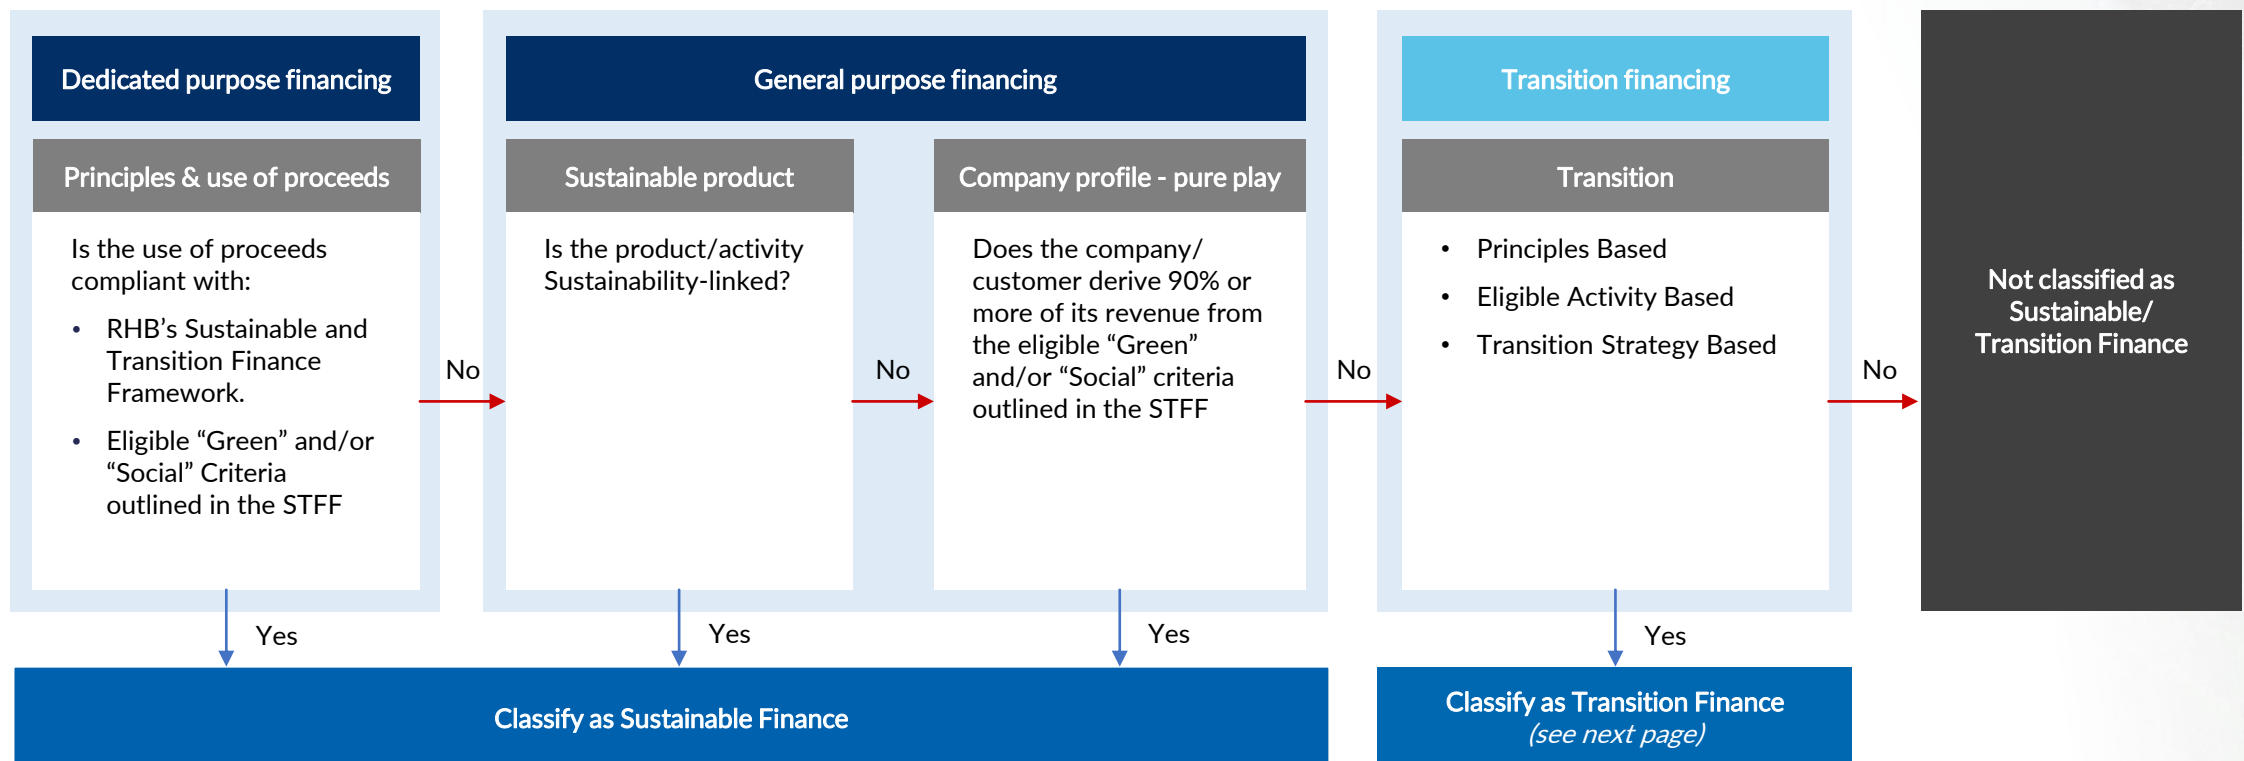 Dedicated purpose financing
Principles & use of proceeds
Is the use of proceeds
compliant with:
• RHB’s Sustainable and
Transition Finance
Framework.
• Eligible “Green” and/or
“Social” Criteria
outlined in the STFF
No
Yes
General purpose financing
Sustainable product
Is the product/activity
Sustainability-linked?
No
Yes
Company profile - pure play
Does the company/
customer derive 90% or
more of its revenue from
the eligible “Green”
and/or “Social” criteria
outlined in the STFF
No
Yes
Classify as Sustainable Finance
Transition financing
Transition
• Principles Based
• Eligible Activity Based
• Transition Strategy Based
No
Yes
Classify as Transition Finance
(see next page)
Not classified as
Sustainable/
Transition Finance